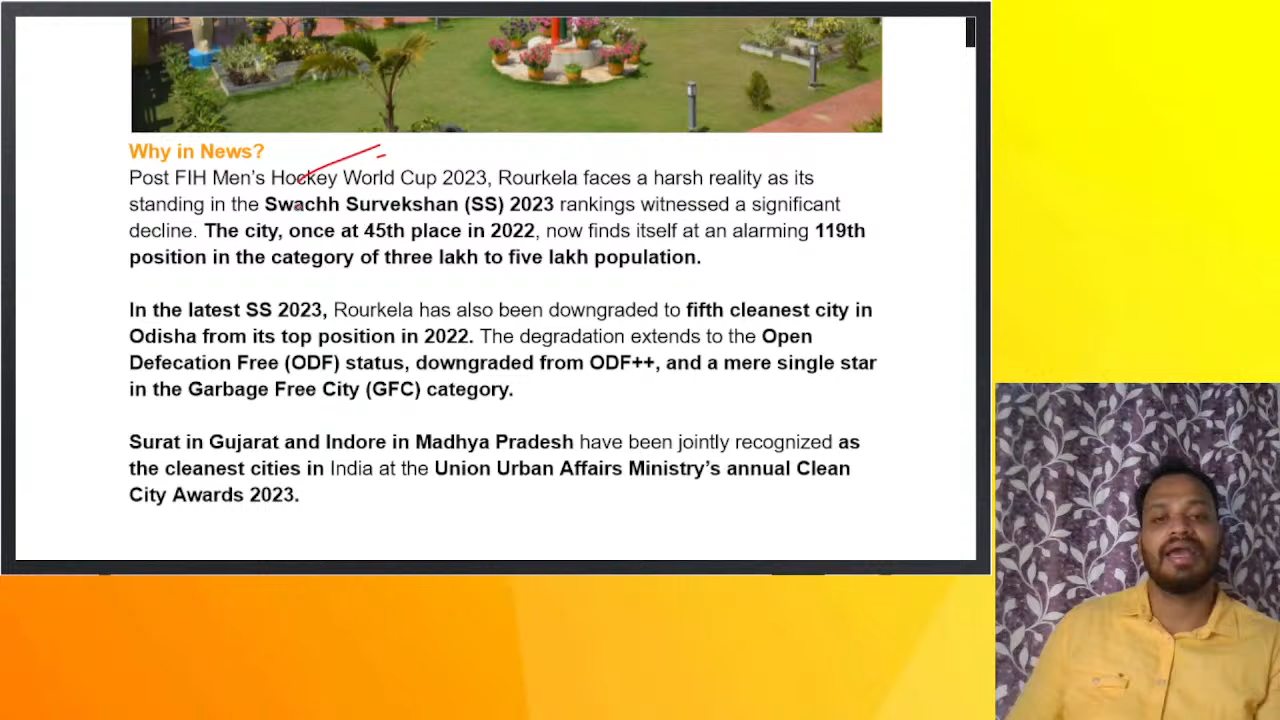 Why in News?
Post FIH Men's Hockey World Cup 2023, Rourkela faces a harsh reality as its
standing in the Swachh Survekshan (SS) 2023 rankings witnessed a significant
decline. The city, once at 45th place in 2022, now finds itself at an alarming 119th
position in the category of three lakh to five lakh population.
In the latest SS 2023, Rourkela has also been downgraded to fifth cleanest city in
Odisha from its top position in 2022. The degradation extends to the Open
Defecation Free (ODF) status, downgraded from ODF++, and a mere single star
in the Garbage Free City (GFC) category.
Surat in Gujarat and Indore in Madhya Pradesh have been jointly recognized as
the cleanest cities in India at the Union Urban Affairs Ministry's annual Clean
City Awards 2023.